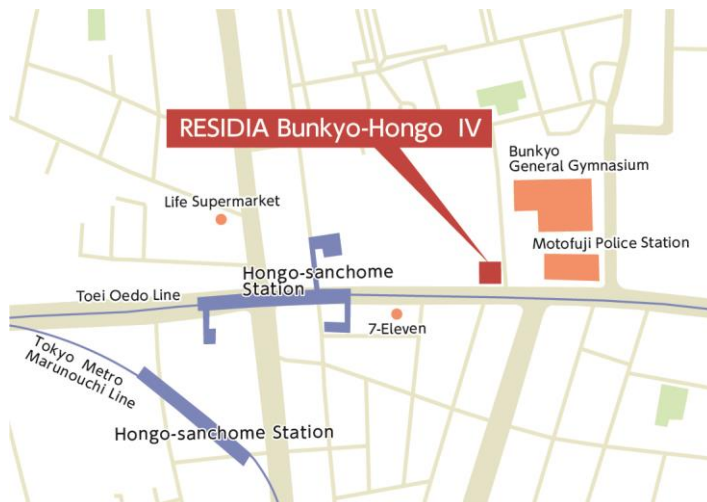 RESIDIA Bunkyo-Hongo IV
Bunkyo
General Gymnasium
Life Supermarket
Motofuji Police Station
Hongo-sanchome
Station
Toei Oedo Line
7-Eleven
Tokyo Metro
Marunouchi Line
Hongo-sanchome Station